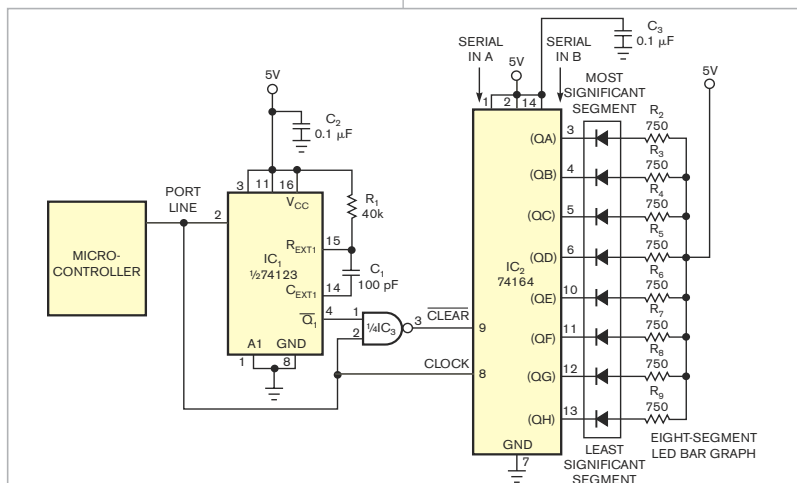 C3
0.1 µF
SERIAL
IN A
SERIAL
IN B
5V
5V
MOST
SIGNIFICANT
SEGMENT
5V
C2
0.1 µF
1
2
14
3
(QA)
R2
750
4
(QB)
R3
750
5
(QC)
R4
750
6
(QD)
R5
750
10
(QE)
R6
750
11
(QF)
R7
750
12
(QG)
R8
750
13
(QH)
R9
750
IC2
74164
CLEAR
9
CLOCK
8
GND
7
LEAST
SIGNIFICANT
SEGMENT
EIGHT-SEGMENT
LED BAR GRAPH
PORT
LINE
MICRO-
CONTROLLER
2
3
11
16
VCC
R1
40k
REXT1
15
IC1
½74123
C1
100 pF
CEXT1
14
Q1
4
A1
GND
1
8
1
2
¼IC3
3